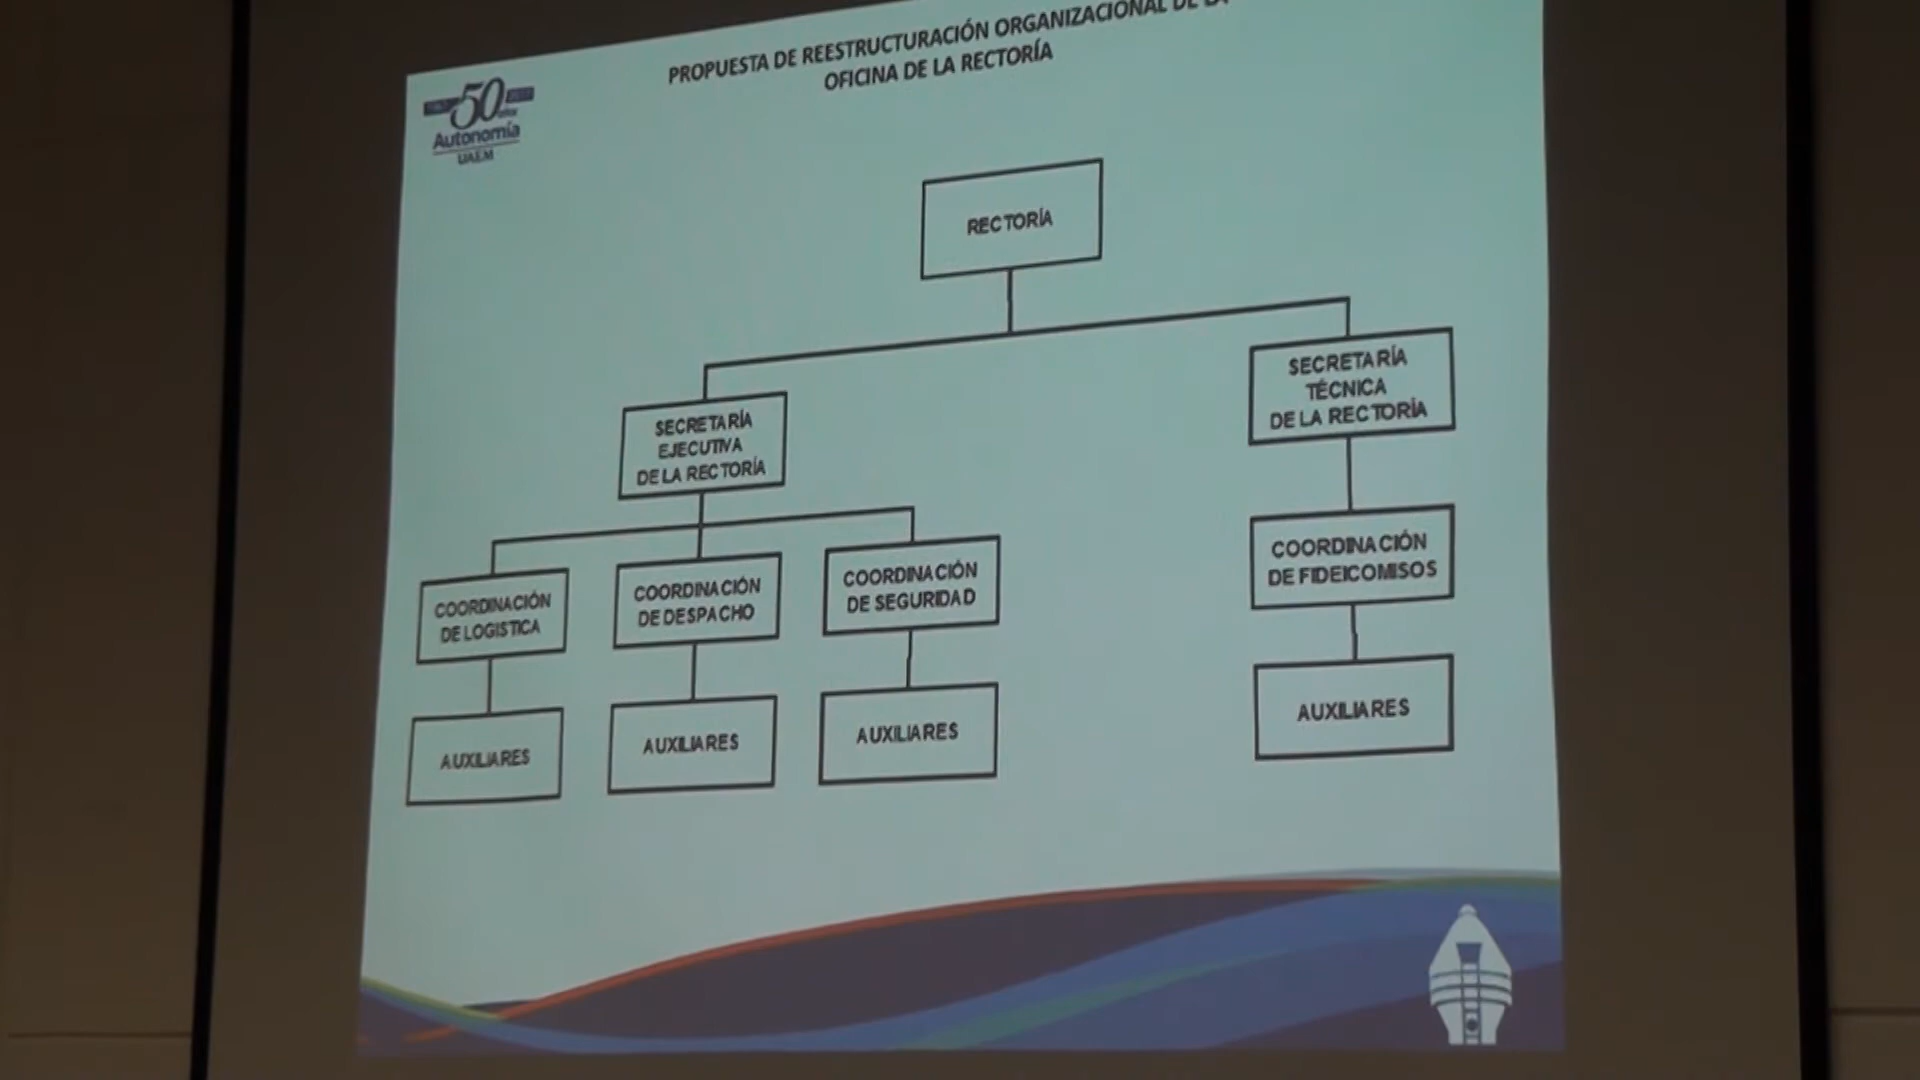 PROPUESTA DE REESTRUCTURACIÓN ORGANIZACIONAL DE LA
OFICINA DE LA RECTORÍA
50
Autonomía
UAEM
RECTORÍA
SECRETARÍA
EJECUTIVA
DE LA RECTORÍA
SECRETARÍA
TÉCNICA
DE LA RECTORÍA
COORDINACIÓN
DE LOGISTICA
COORDINACIÓN
DE DESPACHO
COORDINACIÓN
DE SEGURIDAD
COORDINACIÓN
DE FIDEICOMISOS
AUXILIARES
AUXILIARES
AUXILIARES
AUXILIARES